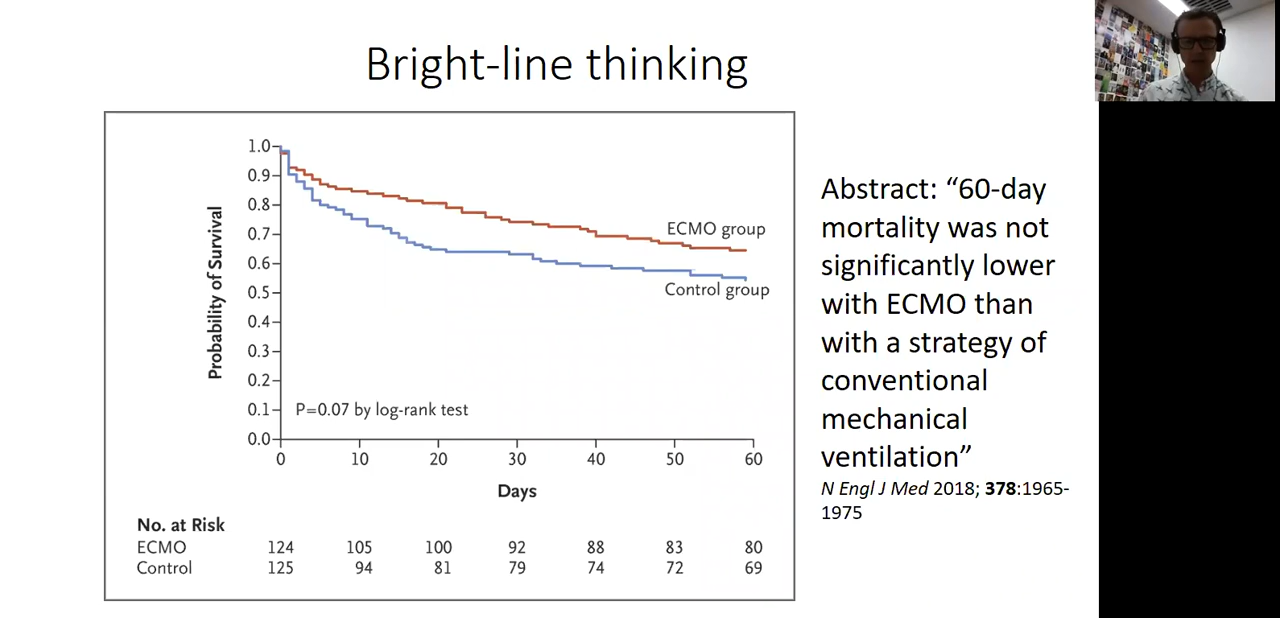 Bright-line thinking
1.0
0.9
0.8
0.7
0.6
0.5
0.4
0.3
0.2
0.1
0.0
Probability of Survival
ECMO group
Control group
P=0.07 by log-rank test
0 10 20 30 40 50 60
Days
No. at Risk
ECMO 124 105 100 92 88 83 80
Control 125 94 81 79 74 72 69
Abstract: “60-day
mortality was not
significantly lower
with ECMO than
with a strategy of
conventional
mechanical
ventilation”
N Engl J Med 2018; 378:1965-
1975